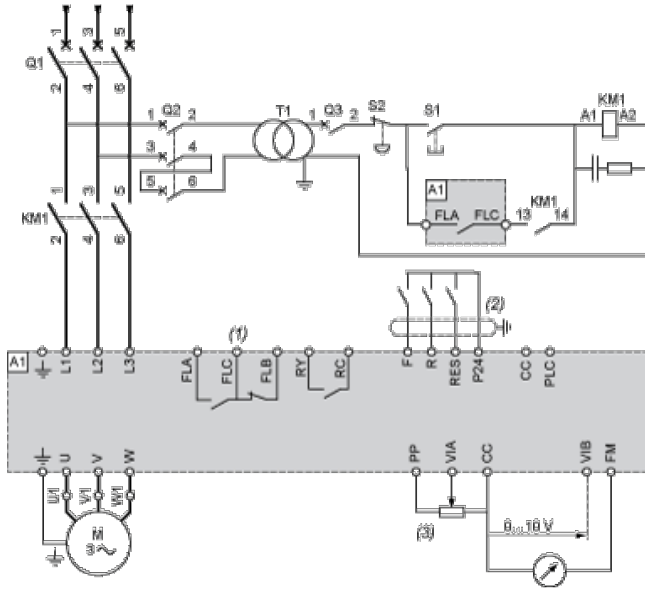 1 3 5
Q1
2 4 6
1 Q2 2
3 4
5 6
T1
1 Q3 2
S2
S1
KM1
A1 A2
A1
FLA FLC
13 KM1 14
1 3 5
KM1
2 4 6
(1)
(2)
A1
L1 L2 L3
FLA FLC FLB
RY RC
F R RES P24
CC PLC
U V W
U1 V1 W1
M
3
PP VIA CC
VIB FM
(3)
0...10 V